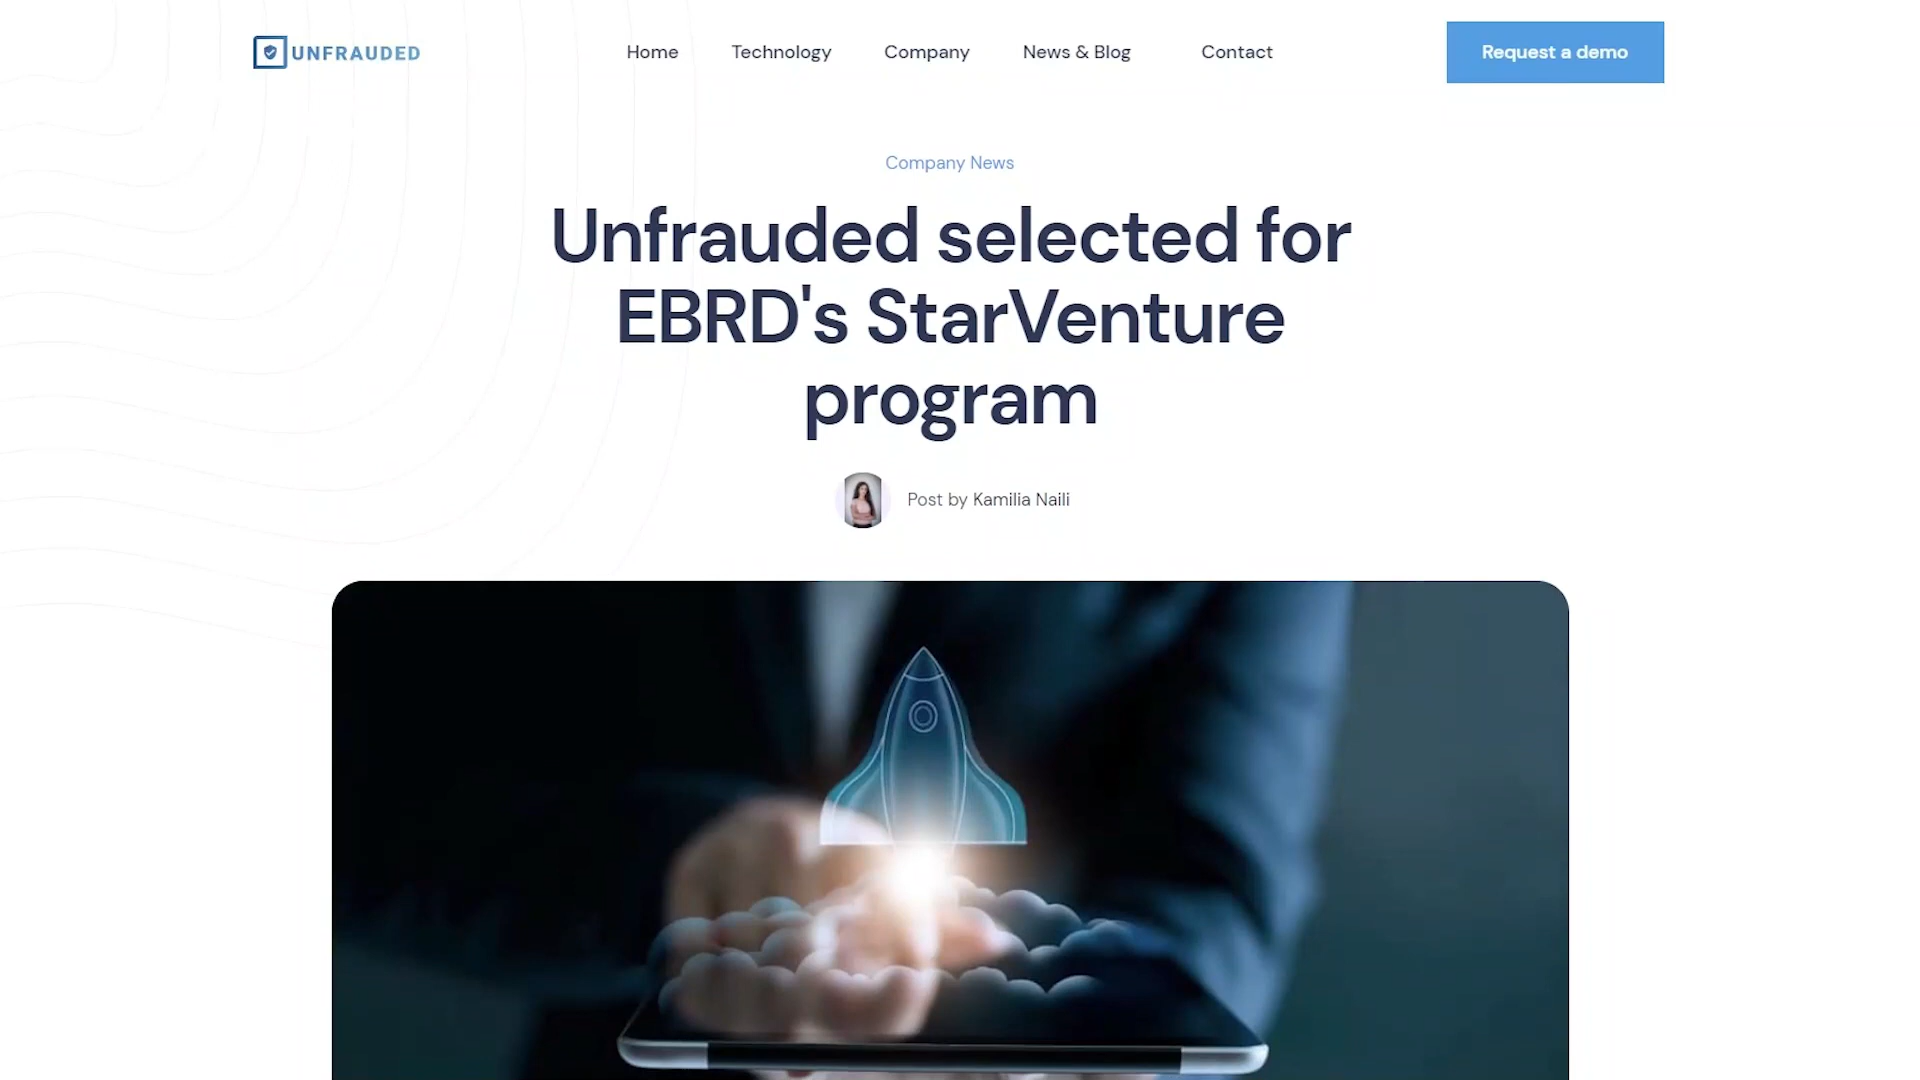 UNFRAUDED
Home
Technology
Company
News & Blog
Contact
Request a demo
Company News
Unfrauded selected for
EBRD's StarVenture
program
Post by Kamilia Naili